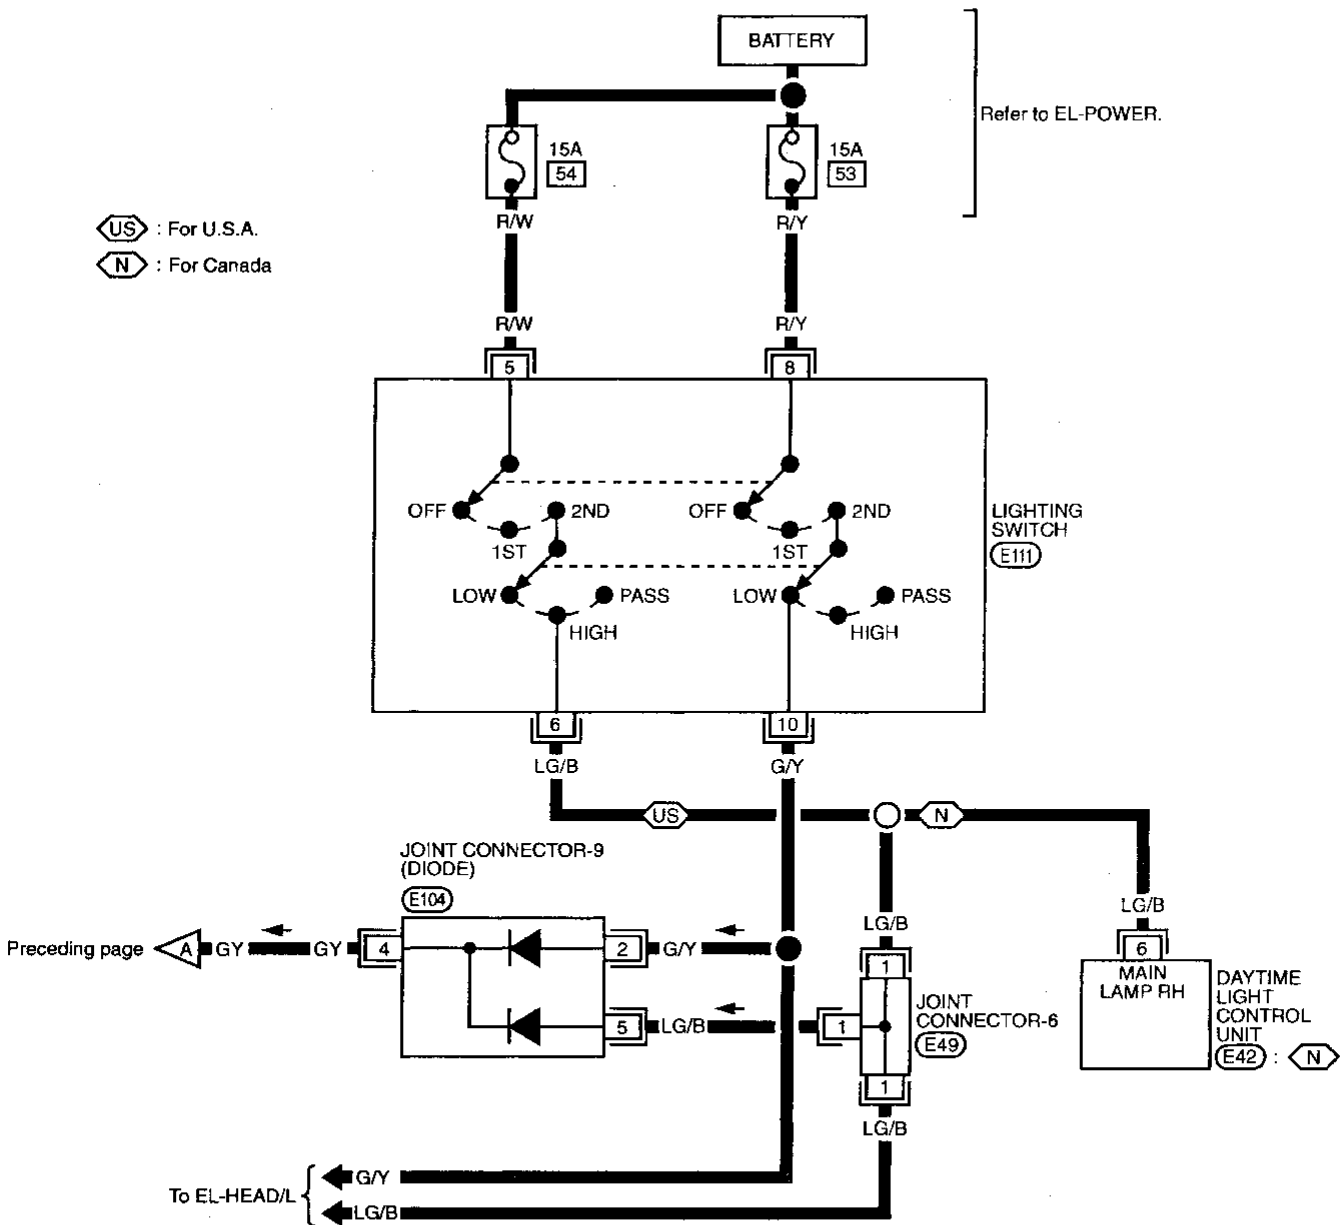 BATTERY
Refer to EL-POWER.
15A
54
15A
53
US : For U.S.A.
N : For Canada
R/W
R/Y
R/W
R/Y
5
8
OFF
2ND
1ST
OFF
2ND
1ST
LIGHTING
SWITCH
E111
LOW
PASS
HIGH
LOW
PASS
HIGH
6
10
LG/B
G/Y
US
N
JOINT CONNECTOR-9
(DIODE)
E104
LG/B
LG/B
Preceding page
A
GY
GY
4
2
G/Y
5
LG/B
1
1
1
JOINT
CONNECTOR-6
E49
6
MAIN
LAMP RH
DAYTIME
LIGHT
CONTROL
UNIT
E42 : N
LG/B
To EL-HEAD/L
G/Y
LG/B